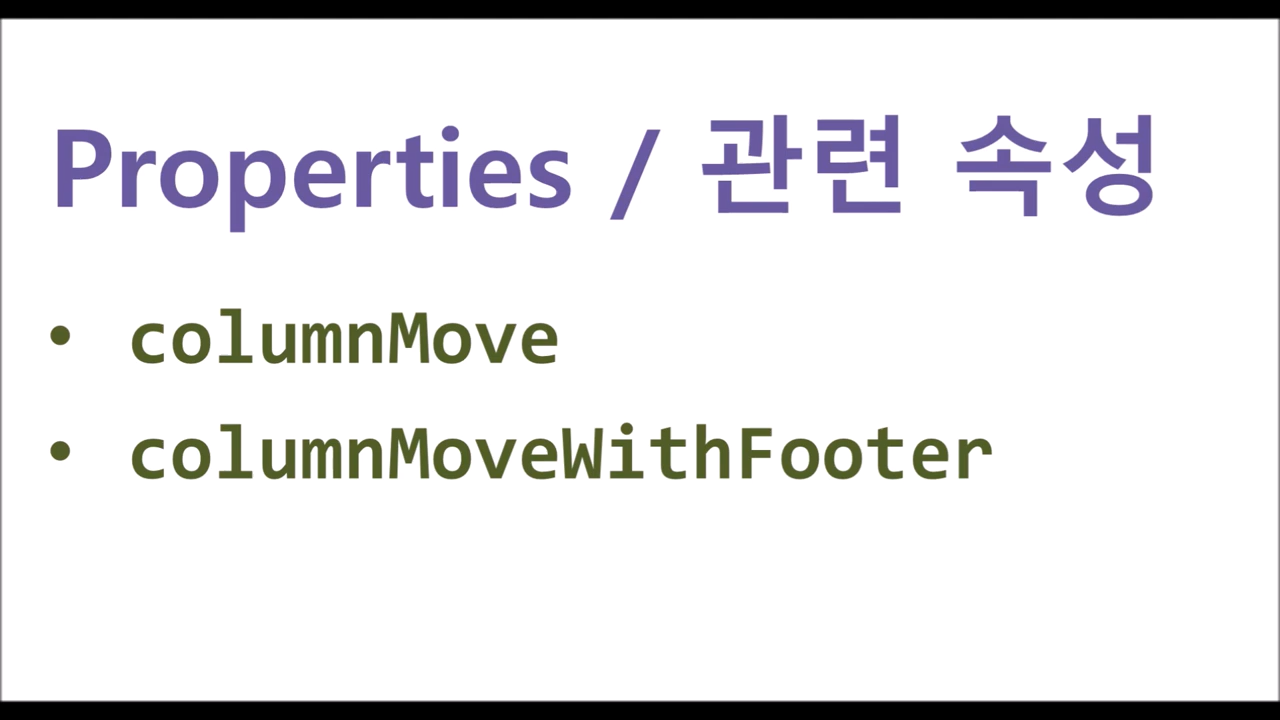 Properties / 관련 속성
• columnMove
• columnMoveWithFooter